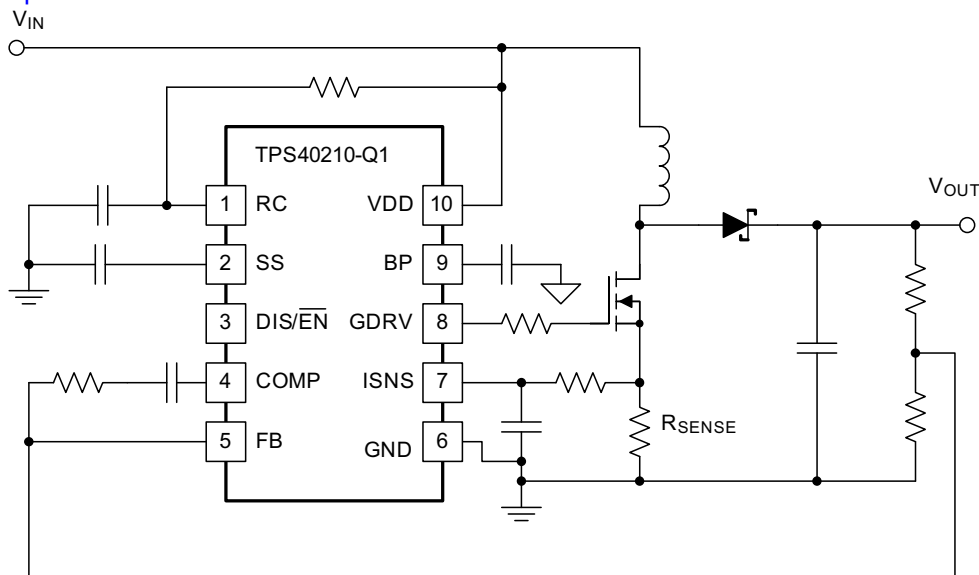 VIN
TPS40210-Q1
VOUT
1 RC
VDD 10
2 SS
BP 9
3 DIS/EN
GDRV 8
4 COMP
ISNS 7
RSENSE
5 FB
GND 6